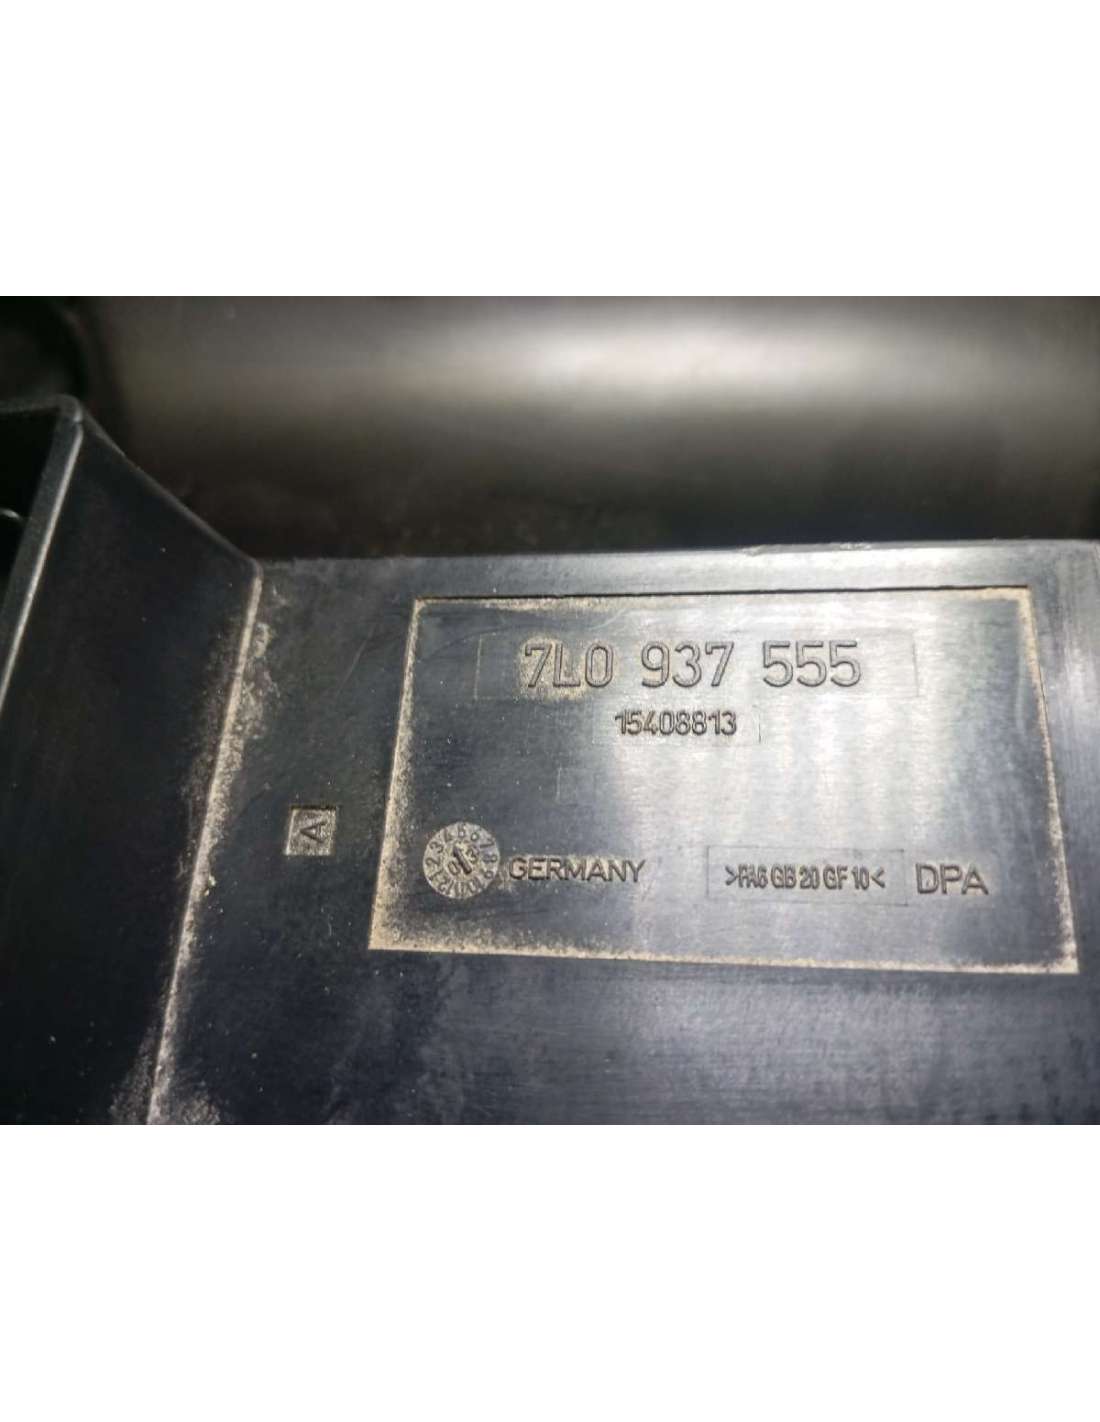 7L0 937 555
15408813
A
GERMANY >PA6 GB 20 GF 10< DPA